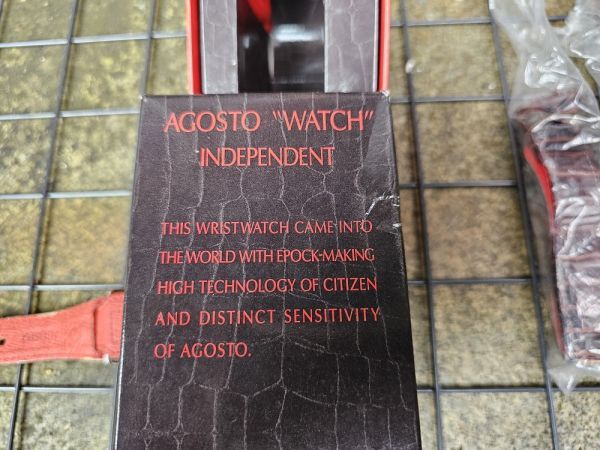 AGOSTO "WATCH"
INDEPENDENT
THIS WRISTWATCH CAME INTO
THE WORLD WITH EPOCK-MAKING
HIGH TECHNOLOGY OF CITIZEN
AND DISTINCT SENSITIVITY
OF AGOSTO.